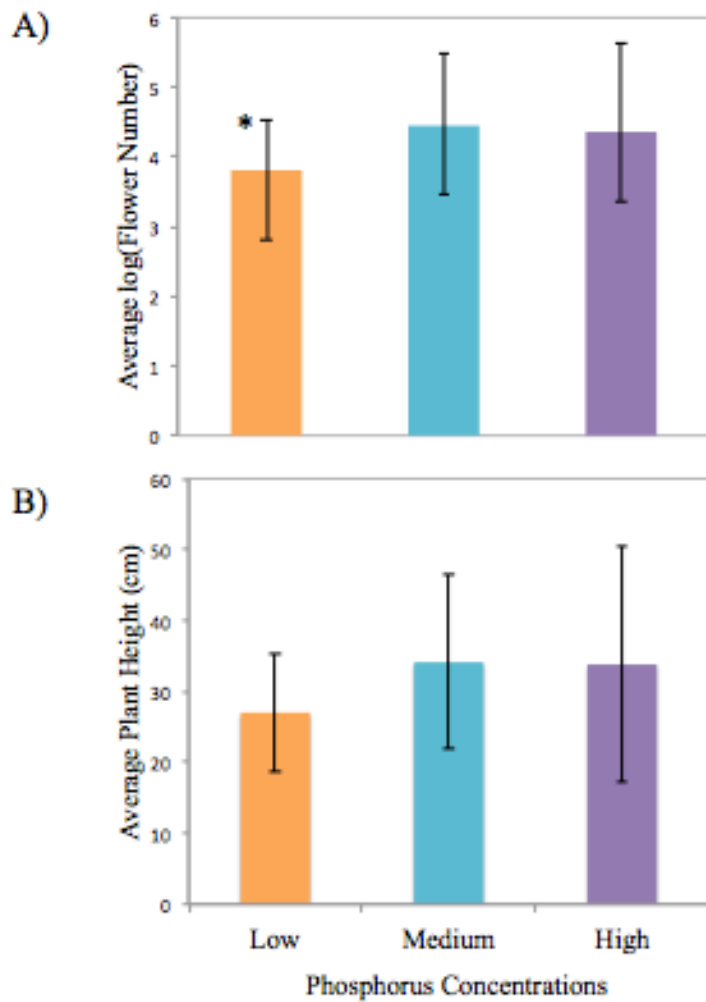 A)
Average log(Flower Number)
6
5
4
3
2
1
0
*
B)
Average Plant Height (cm)
60
50
40
30
20
10
0
Low Medium High
Phosphorus Concentrations